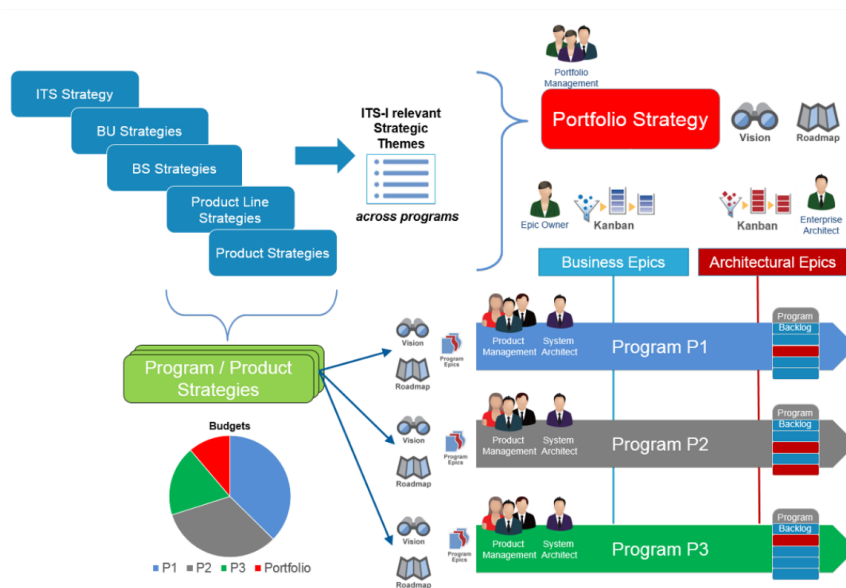 ITS Strategy
BU Strategies
BS Strategies
Product Line
Strategies
Product Strategies
ITS-I relevant
Strategic
Themes
across programs
Portfolio
Management
Portfolio Strategy
Vision
Roadmap
Epic Owner
Kanban
Kanban
Enterprise
Architect
Business Epics
Architectural Epics
Program / Product
Strategies
Vision
Roadmap
Program
Epics
Product
Management
System
Architect
Program P1
Program
Backlog
Vision
Roadmap
Program
Epics
Product
Management
System
Architect
Program P2
Program
Backlog
Vision
Roadmap
Program
Epics
Product
Management
System
Architect
Program P3
Program
Backlog
Budgets
P1
P2
P3
Portfolio